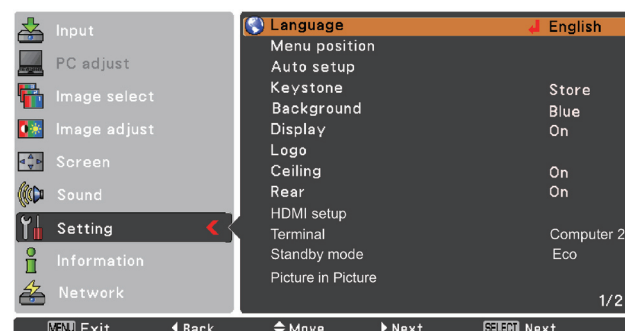 Input
PC adjust
Image select
Image adjust
Screen
Sound
Setting
Information
Network
Language English
Menu position
Auto setup
Keystone Store
Background Blue
Display On
Logo
Ceiling On
Rear On
HDMI setup
Terminal Computer 2
Standby mode Eco
Picture in Picture
1/2
MENU Exit Back Move Next SELECT Next